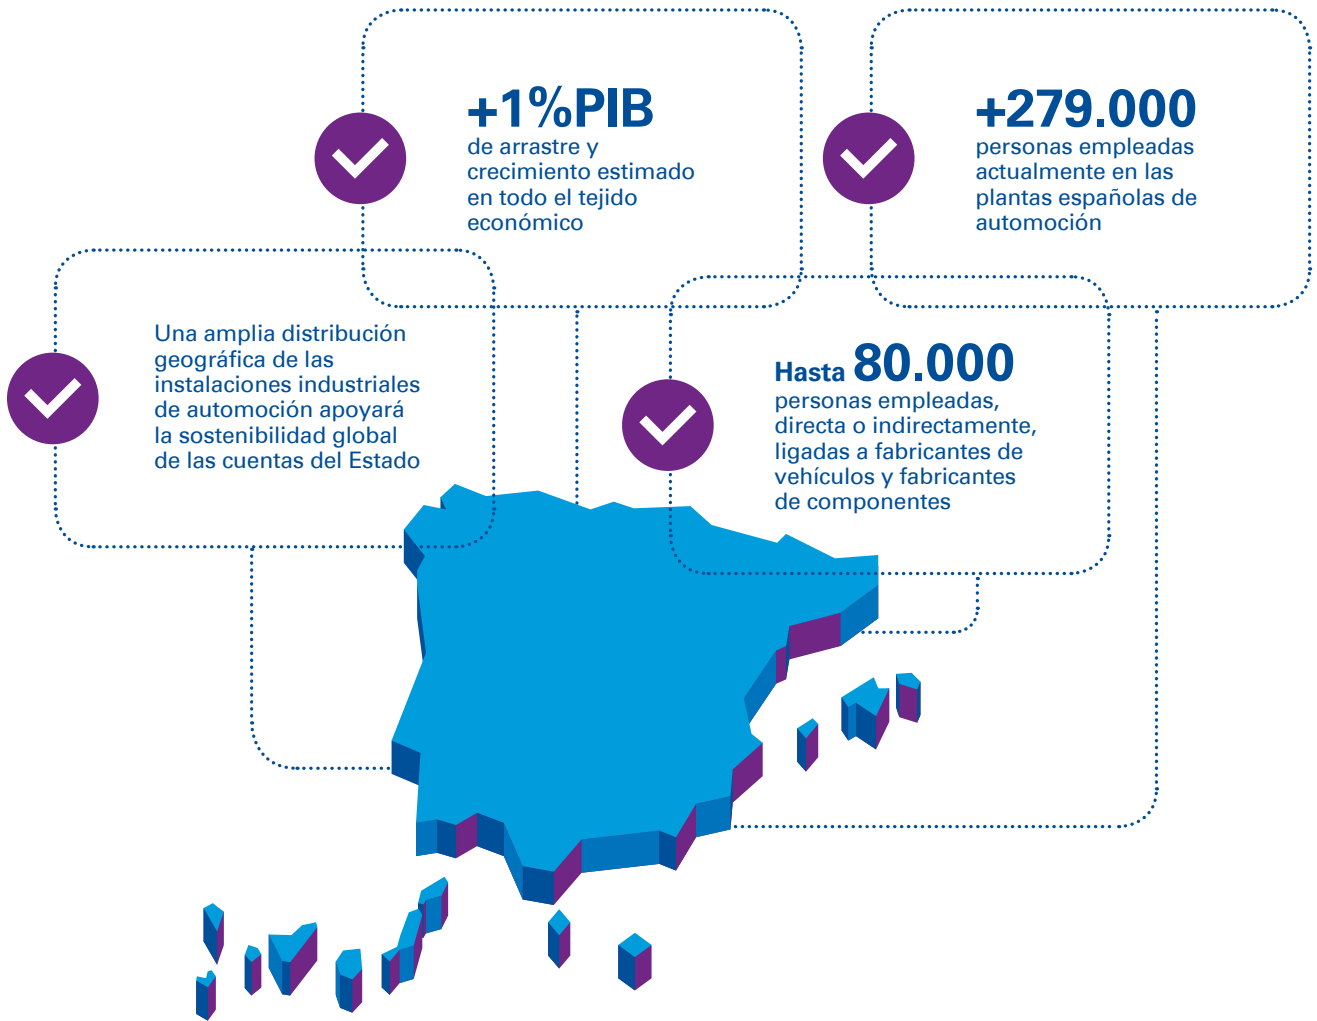 +1%PIB
de arrastre y
crecimiento estimado
en todo el tejido
económico
+279.000
personas empleadas
actualmente en las
plantas españolas de
automoción
Una amplia distribución
geográfica de las
instalaciones industriales
de automoción apoyará
la sostenibilidad global
de las cuentas del Estado
Hasta 80.000
personas empleadas,
directa o indirectamente,
ligadas a fabricantes de
vehículos y fabricantes
de componentes